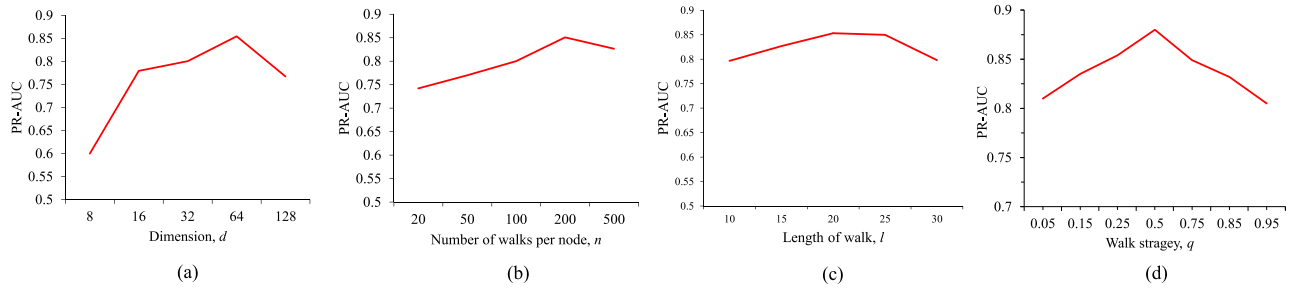 0.9
0.85
0.8
0.75
0.7
0.65
0.6
0.55
0.5
PR-AUC
8 16 32 64 128
Dimension, d
(a)
0.9
0.85
0.8
0.75
0.7
0.65
0.6
0.55
0.5
PR-AUC
20 50 100 200 500
Number of walks per node, n
(b)
0.9
0.85
0.8
0.75
0.7
0.65
0.6
0.55
0.5
PR-AUC
10 15 20 25 30
Length of walk, l
(c)
0.9
0.85
0.8
0.85
0.7
PR-AUC
0.05 0.15 0.25 0.5 0.75 0.85 0.95
Walk stragey, q
(d)